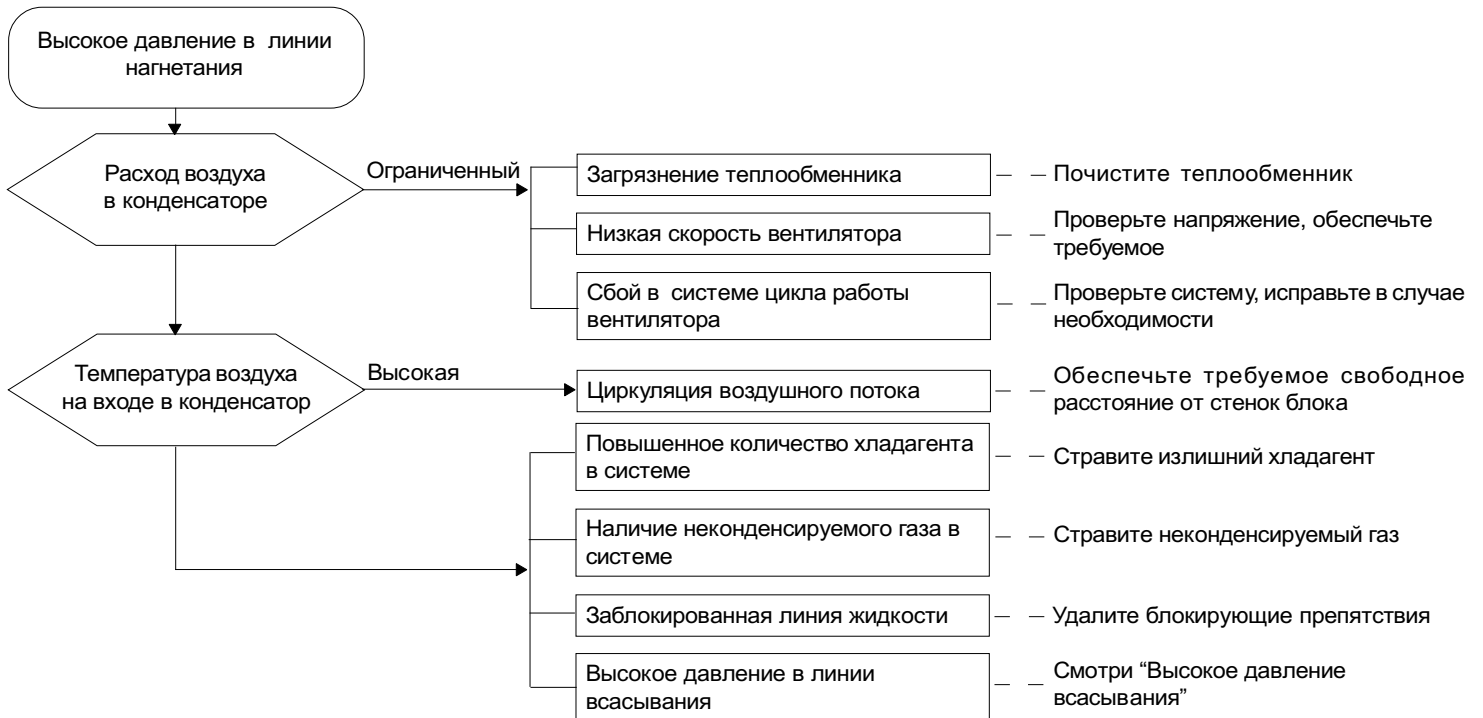 Высокое давление в линии
нагнетания
Расход воздуха
в конденсаторе
Ограниченный
Загрязнение теплообменника
Почистите теплообменник
Низкая скорость вентилятора
Проверьте напряжение, обеспечьте
требуемое
Сбой в системе цикла работы
вентилятора
Проверьте систему, исправьте в случае
необходимости
Температура воздуха
на входе в конденсатор
Высокая
Циркуляция воздушного потока
Обеспечьте требуемое свободное
расстояние от стенок блока
Повышенное количество хладагента
в системе
Стравите излишний хладагент
Наличие неконденсируемого газа в
системе
Стравите неконденсируемый газ
Заблокированная линия жидкости
Удалите блокирующие препятствия
Высокое давление в линии
всасывания
Смотри “Высокое давление
всасывания”